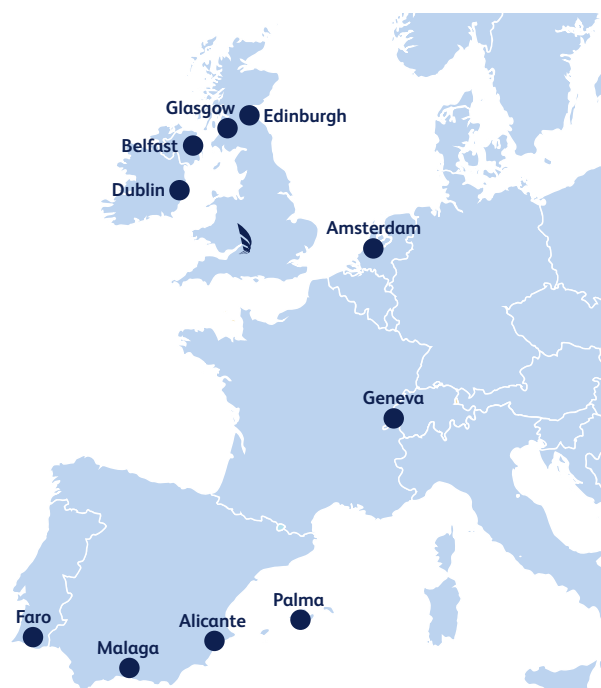 Glasgow
Edinburgh
Belfast
Dublin
Amsterdam
Geneva
Palma
Faro
Alicante
Malaga